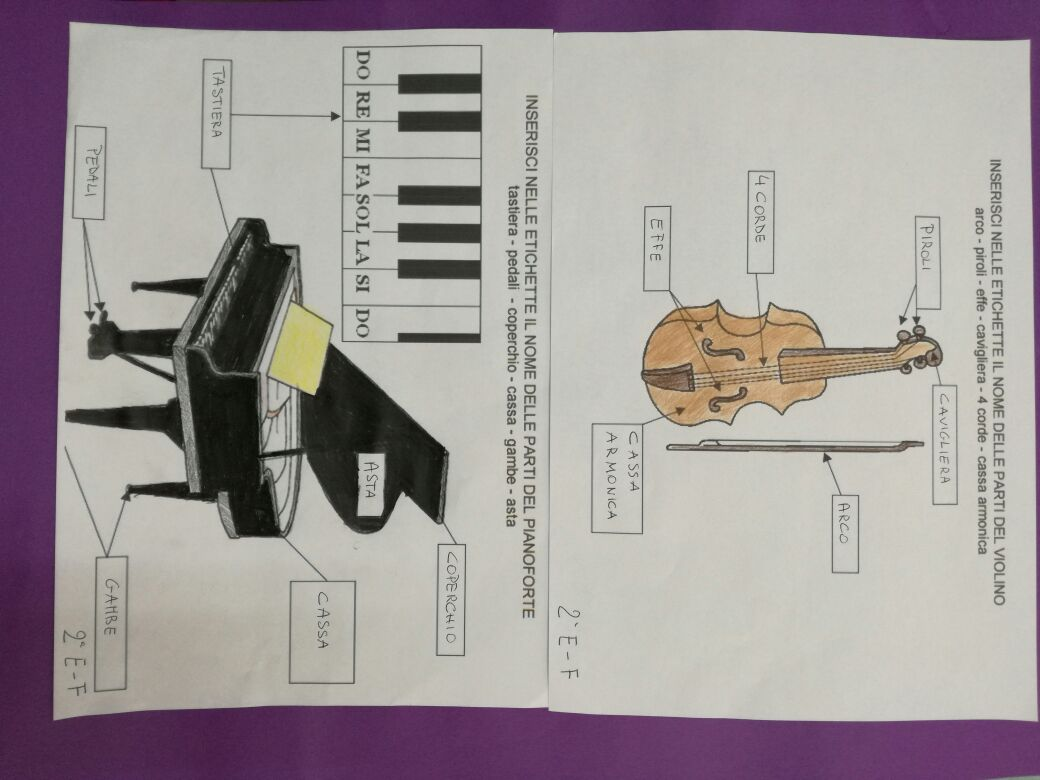 INSERISCI NELLE ETICHETTE IL NOME DELLE PARTI DEL VIOLINO
arco - piroli - effe - cavigliera - 4 corde - cassa armonica
PIROLI
4 CORDE
EFFE
CAVIGLIERA
CASSA
ARMONICA
ARCO
2ª E-F
INSERISCI NELLE ETICHETTE IL NOME DELLE PARTI DEL PIANOFORTE
tastiera - pedali - coperchio - cassa - gambe - asta
DO RE MI FA SOL LA SI DO
TASTIERA
PEDALI
ASTA
COPERCHIO
CASSA
GAMBE
2ª E-F